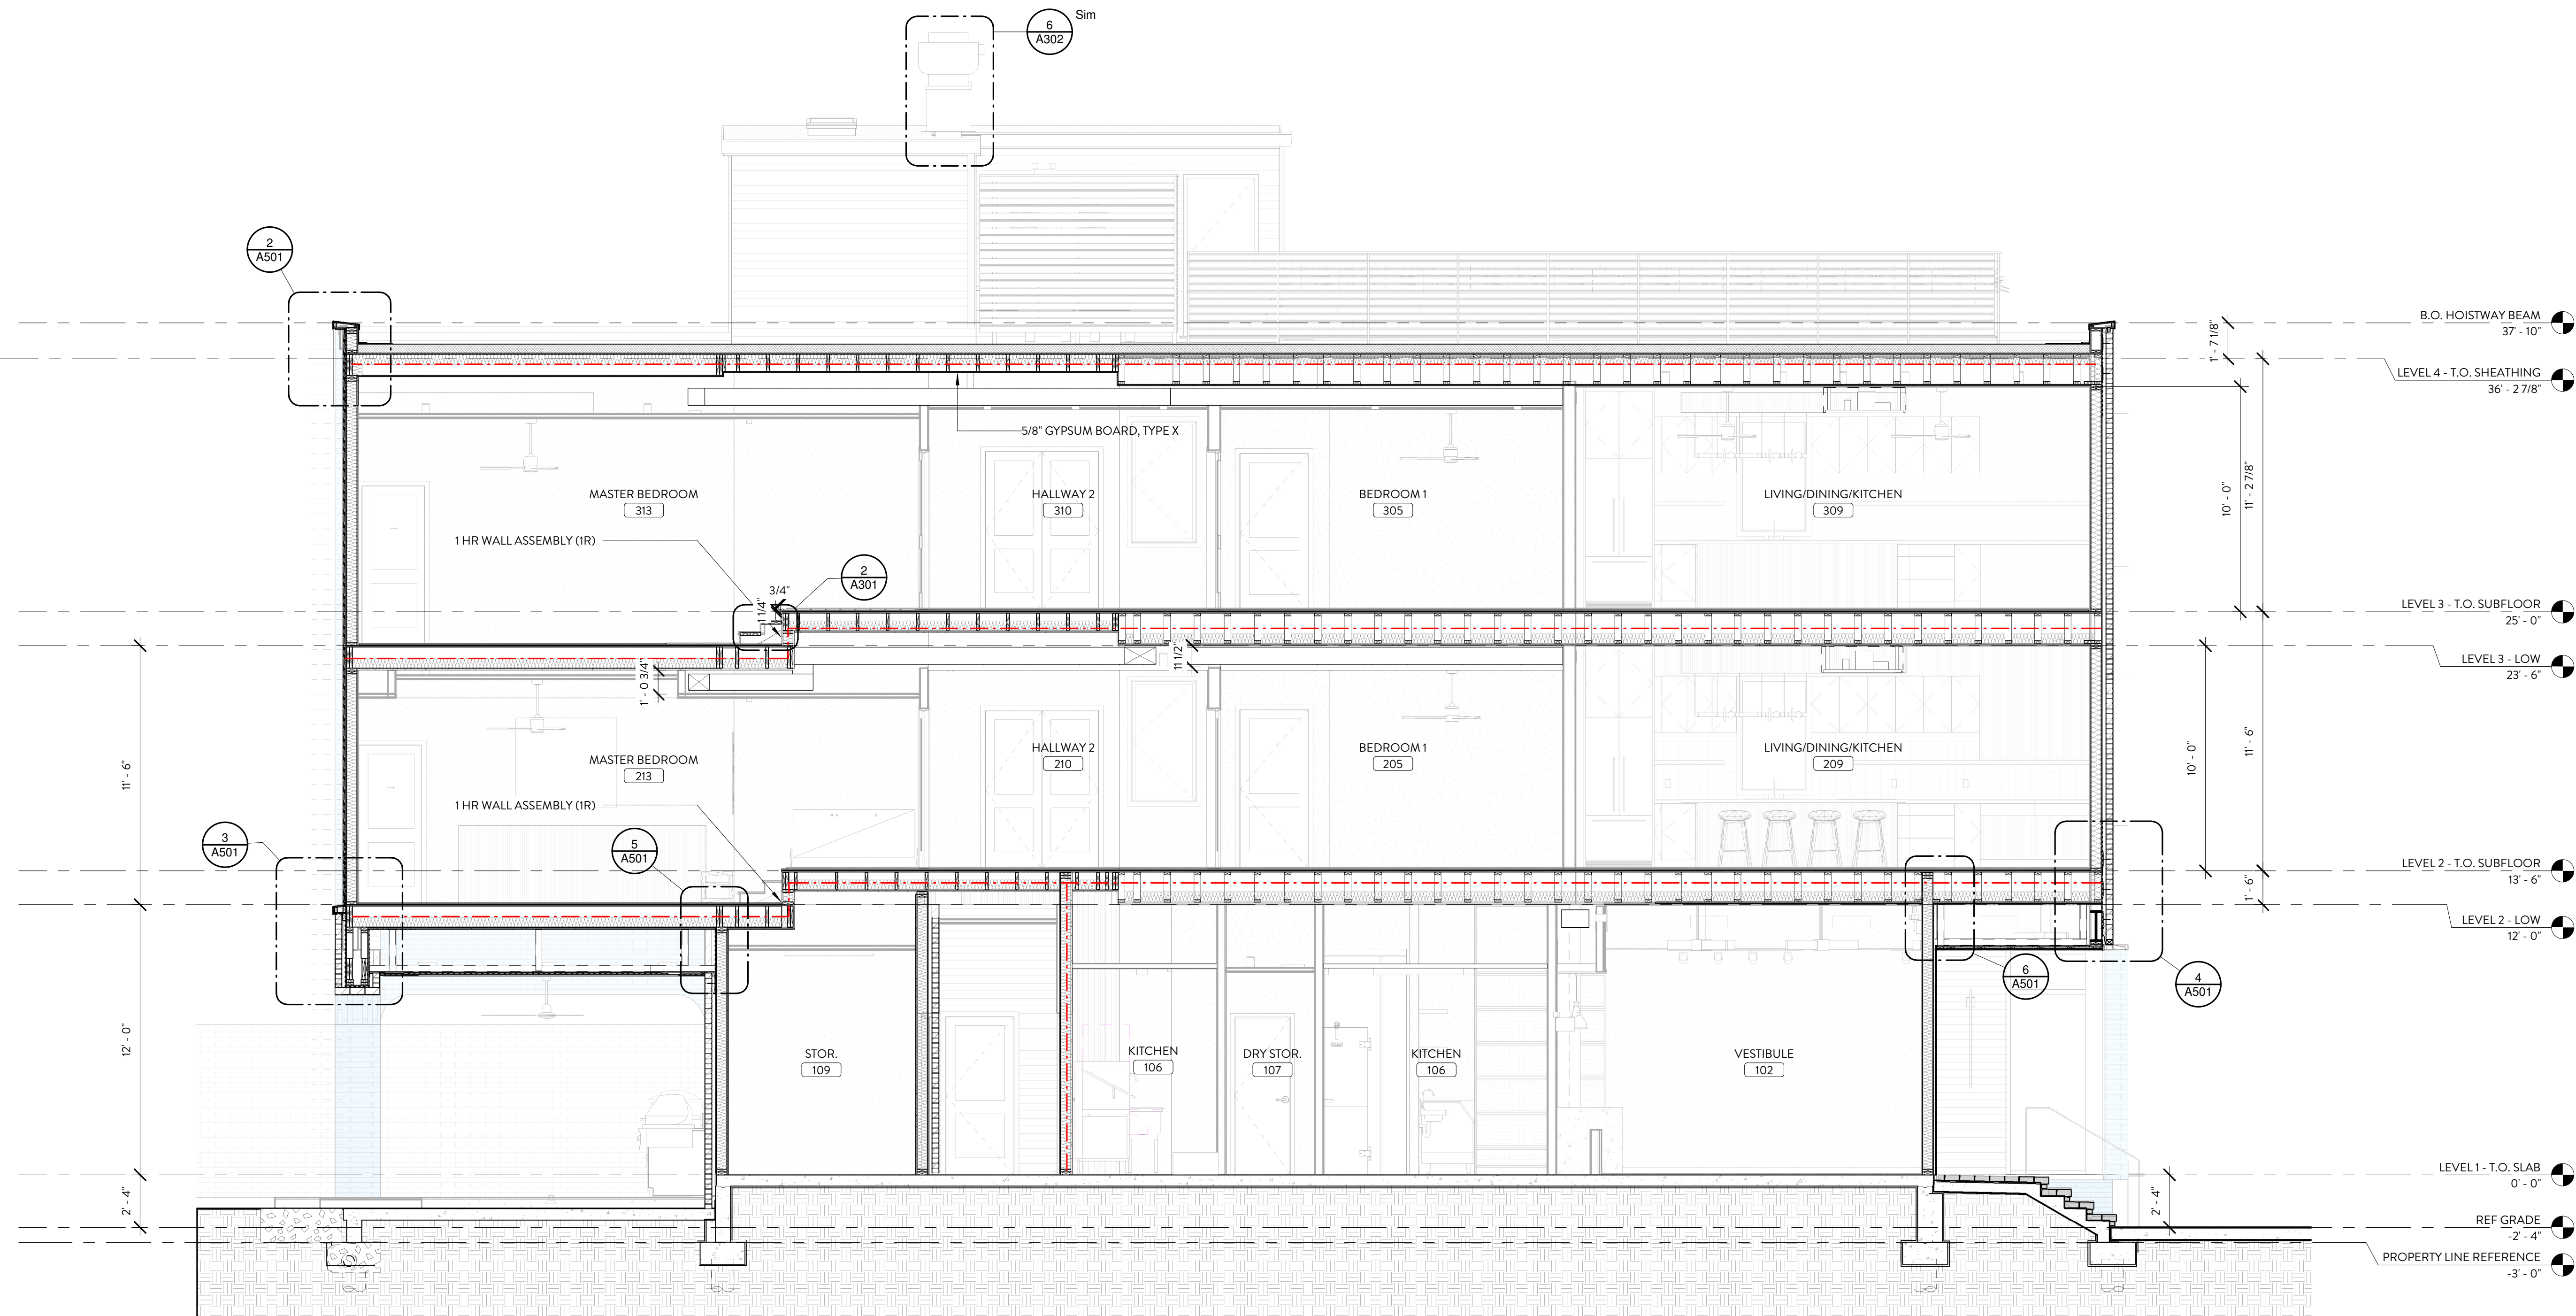 6
A302
Sim
2
A501
B.O. HOISTWAY BEAM
37' - 10"
1' - 7 1/8"
LEVEL 4 - T.O. SHEATHING
36' - 2 7/8"
5/8" GYPSUM BOARD, TYPE X
MASTER BEDROOM
313
HALLWAY 2
310
BEDROOM 1
305
LIVING/DINING/KITCHEN
309
10' - 0"
11' - 2 7/8"
1 HR WALL ASSEMBLY (1R)
2
A301
3/4"
1 1/4"
LEVEL 3 - T.O. SUBFLOOR
25' - 0"
LEVEL 3 - LOW
23' - 6"
1' - 0 3/4"
11 1/2"
MASTER BEDROOM
213
HALLWAY 2
210
BEDROOM 1
205
LIVING/DINING/KITCHEN
209
11' - 6"
10' - 0"
11' - 6"
1 HR WALL ASSEMBLY (1R)
3
A501
5
A501
LEVEL 2 - T.O. SUBFLOOR
13' - 6"
1' - 6"
LEVEL 2 - LOW
12' - 0"
6
A501
4
A501
12' - 0"
STOR.
109
KITCHEN
106
DRY STOR.
107
KITCHEN
106
VESTIBULE
102
LEVEL 1 - T.O. SLAB
0' - 0"
2' - 4"
2' - 4"
REF GRADE
-2' - 4"
PROPERTY LINE REFERENCE
-3' - 0"